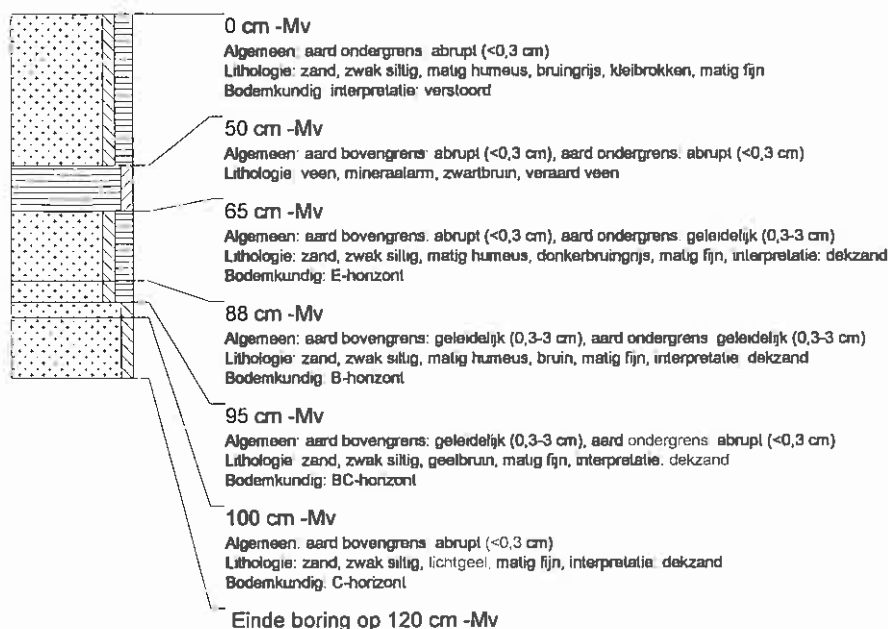 0 cm -Mv
Algemeen: aard ondergrens abrupt (<0,3 cm)
Lithologie: zand, zwak siltig, matig humeus, bruingrijs, kleibrokken, matig fijn
Bodemkundig interpretatie: verstoord
50 cm -Mv
Algemeen: aard bovengrens: abrupt (<0,3 cm), aard ondergrens: abrupt (<0,3 cm)
Lithologie: veen, mineraalarm, zwartbruin, veraard veen
65 cm -Mv
Algemeen: aard bovengrens: abrupt (<0,3 cm), aard ondergrens: geleidelijk (0,3-3 cm)
Lithologie: zand, zwak siltig, matig humeus, donkerbruingrijs, matig fijn, interpretatie: dekzand
Bodemkundig: E-horizont
88 cm -Mv
Algemeen: aard bovengrens: geleidelijk (0,3-3 cm), aard ondergrens geleidelijk (0,3-3 cm)
Lithologie: zand, zwak siltig, matig humeus, bruin, matig fijn, interpretatie dekzand
Bodemkundig: B-horizont
95 cm -Mv
Algemeen: aard bovengrens: geleidelijk (0,3-3 cm), aard ondergrens abrupt (<0,3 cm)
Lithologie: zand, zwak siltig, geelbruin, matig fijn, interpretatie: dekzand
Bodemkundig: BC-horizont
100 cm -Mv
Algemeen: aard bovengrens abrupt (<0,3 cm)
Lithologie: zand, zwak siltig, lichtgeel, matig fijn, interpretatie: dekzand
Bodemkundig: C-horizont
Einde boring op 120 cm -Mv